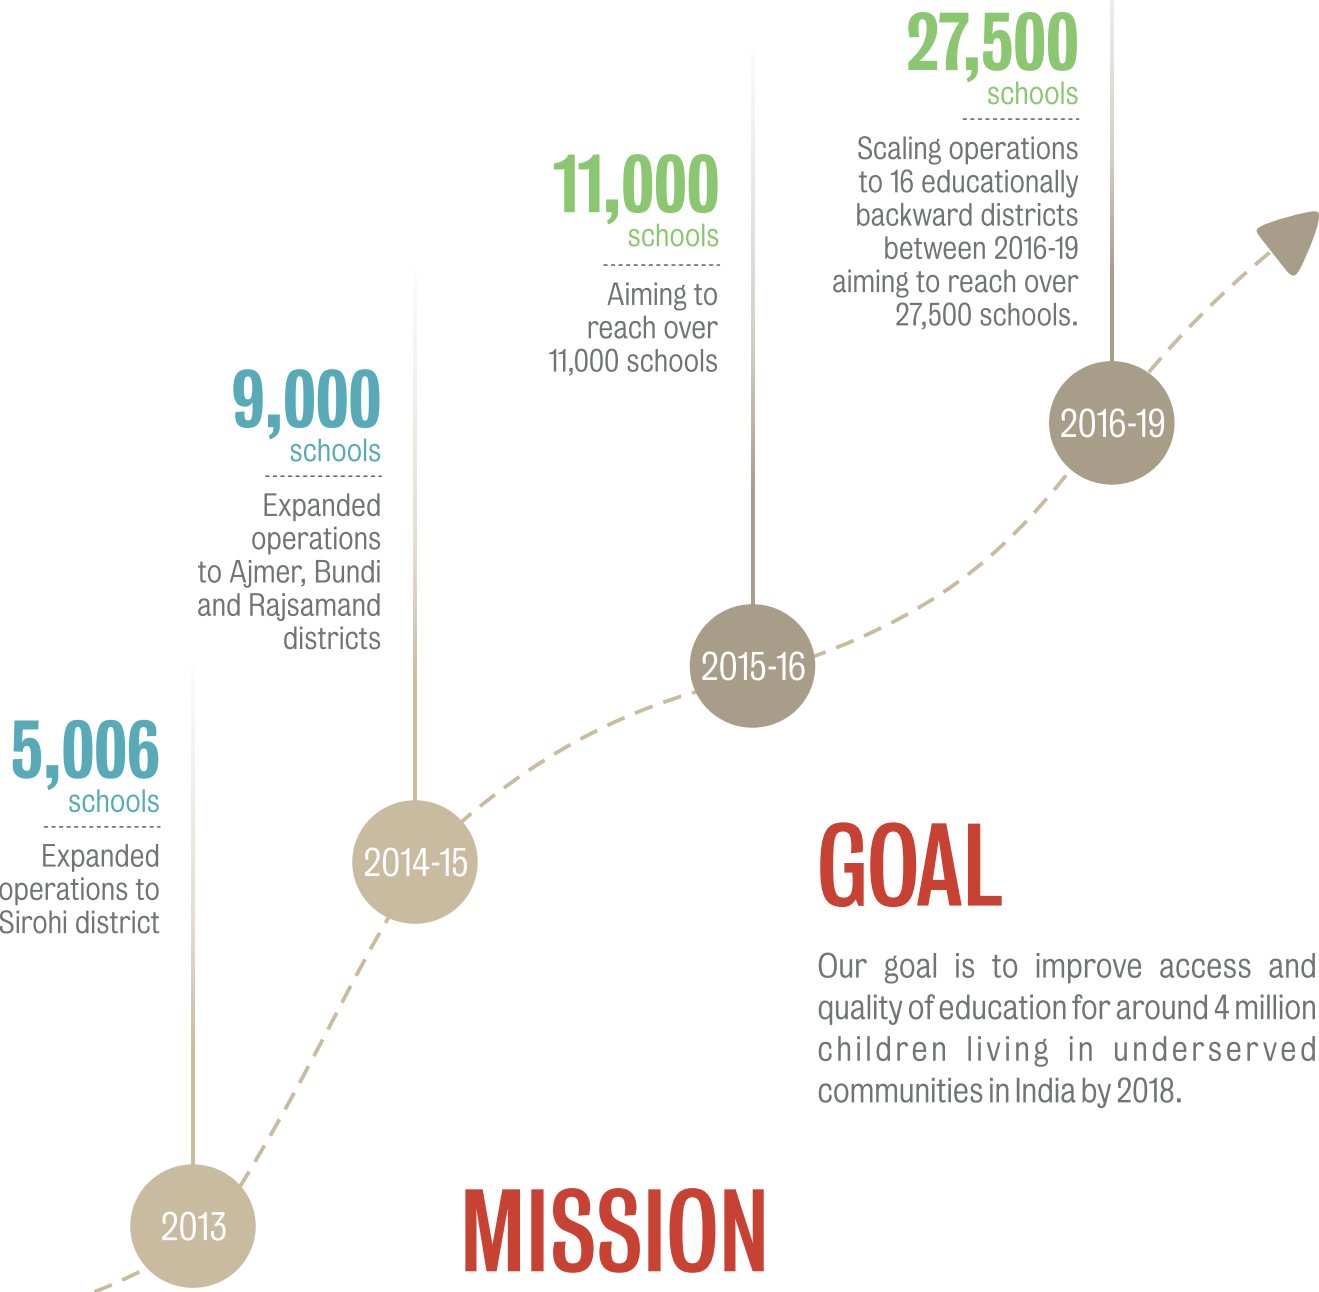 27,500
schools
Scaling operations
to 16 educationally
backward districts
between 2016-19
aiming to reach over
27,500 schools.
2016-19
11,000
schools
Aiming to
reach over
11,000 schools
2015-16
9,000
schools
Expanded
operations
to Ajmer, Bundi
and Rajsamand
districts
2014-15
5,006
schools
Expanded
operations to
Sirohi district
2013
GOAL
Our goal is to improve access and
quality of education for around 4 million
children living in underserved
communities in India by 2018.
MISSION